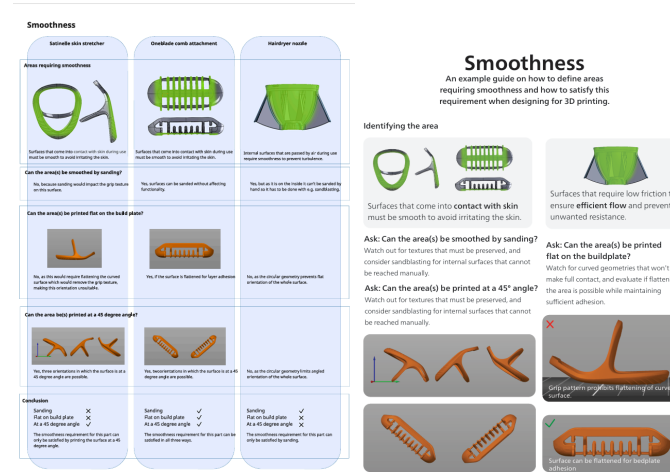 Smoothness
Satinelle skin stretcher
Oneblade comb attachment
Hairdryer nozzle
Areas requiring smoothness
Surfaces that come into contact with skin during use
must be smooth to avoid irritating the skin.
Surfaces that come into contact with skin during use
must be smooth to avoid irritating the skin.
Internal surfaces that are passed by air during use
require smoothness to prevent turbulence.
Can the area(s) be smoothed by sanding?
No, because sanding would impact the grip texture
on this surface.
Yes, surfaces can be sanded without affecting
functionality.
Yes, but as it is on the inside it can't be sanded by
hand so it has to be done with e.g. sandblasting.
Can the area(s) be printed flat on the build plate?
No, as this would require flattening the curved
surface which would remove the grip texture,
making this orientation unsuitable.
Yes, if the surface is flattened for layer adhesion
No, as the circular geometry prevents flat
orientation of the whole surface.
Can the area be(s) printed at a 45 degree angle?
Yes, three orientations in which the surface is at a
45 degree angle are possible.
Yes, two orientations in which the surface is at a 45
degree angle are possible.
No, as the circular geometry limits angled
orientation of the whole surface.
Conclusion
Sanding ✕
Flat on build plate ✕
At a 45 degree angle ✓
The smoothness requirement for this part can
only be satisfied by printing the surface at a 45
degree angle.
Sanding ✓
Flat on build plate ✓
At a 45 degree angle ✓
The smoothness requirement for this part can be
satisfied in all three ways.
Sanding ✓
Flat on build plate ✕
At a 45 degree angle ✕
The smoothness requirement for this part can
only be satisfied by sanding.
Smoothness
An example guide on how to define areas
requiring smoothness and how to satisfy this
requirement when designing for 3D printing.
Identifying the area
Surfaces that come into contact with skin
must be smooth to avoid irritating the skin.
Surfaces that require low friction
ensure efficient flow and prevent
unwanted resistance.
Ask: Can the area(s) be smoothed by sanding?
Watch out for textures that must be preserved, and
consider sandblasting for internal surfaces that cannot
be reached manually.
Ask: Can the area(s) be printed at a 45° angle?
Watch out for textures that must be preserved, and
consider sandblasting for internal surfaces that cannot
be reached manually.
Ask: Can the area(s) be printed
flat on the buildplate?
Watch for curved geometries that won't
make full contact, and evaluate if flatten
the area is possible while maintaining
sufficient adhesion.
Grip pattern prohibits flattening of curve
surface.
Surface can be flattened for bedplate
adhesion